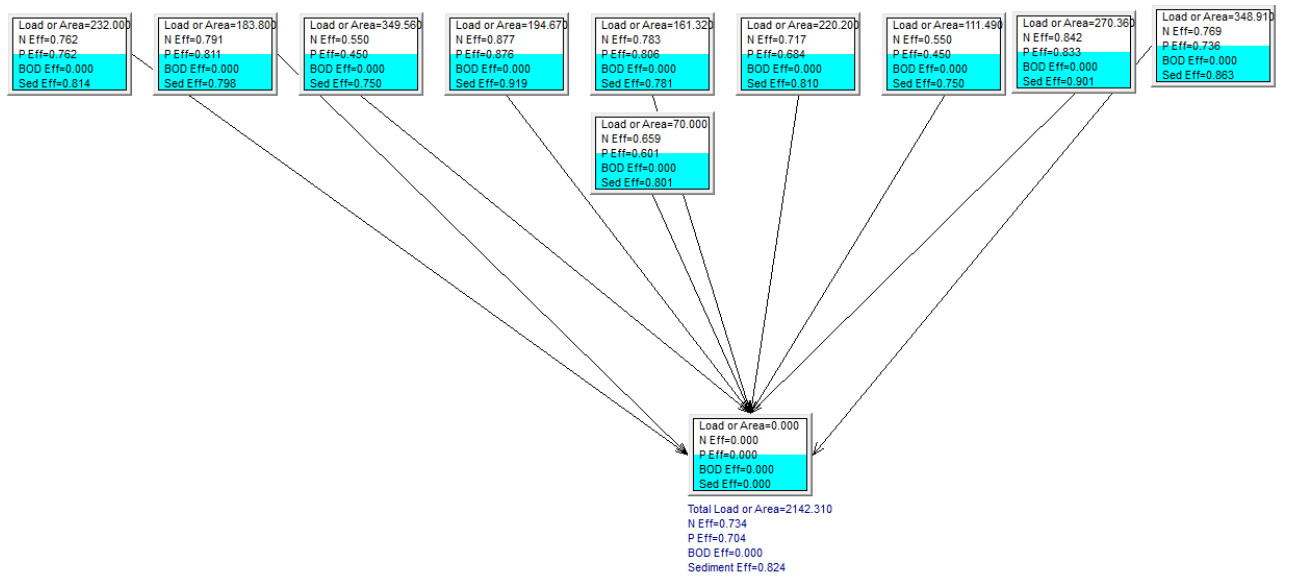 Load or Area=232.000
N Eff=0.762
P Eff=0.762
BOD Eff=0.000
Sed Eff=0.814
Load or Area=183.800
N Eff=0.791
P Eff=0.811
BOD Eff=0.000
Sed Eff=0.798
Load or Area=349.560
N Eff=0.550
P Eff=0.450
BOD Eff=0.000
Sed Eff=0.750
Load or Area=194.670
N Eff=0.877
P Eff=0.876
BOD Eff=0.000
Sed Eff=0.919
Load or Area=161.320
N Eff=0.783
P Eff=0.806
BOD Eff=0.000
Sed Eff=0.781
Load or Area=220.200
N Eff=0.717
P Eff=0.684
BOD Eff=0.000
Sed Eff=0.810
Load or Area=111.490
N Eff=0.550
P Eff=0.450
BOD Eff=0.000
Sed Eff=0.750
Load or Area=270.360
N Eff=0.842
P Eff=0.833
BOD Eff=0.000
Sed Eff=0.901
Load or Area=348.910
N Eff=0.769
P Eff=0.736
BOD Eff=0.000
Sed Eff=0.863
Load or Area=70.000
N Eff=0.659
P Eff=0.601
BOD Eff=0.000
Sed Eff=0.801
Load or Area=0.000
N Eff=0.000
P Eff=0.000
BOD Eff=0.000
Sed Eff=0.000
Total Load or Area=2142.310
N Eff=0.734
P Eff=0.704
BOD Eff=0.000
Sediment Eff=0.824